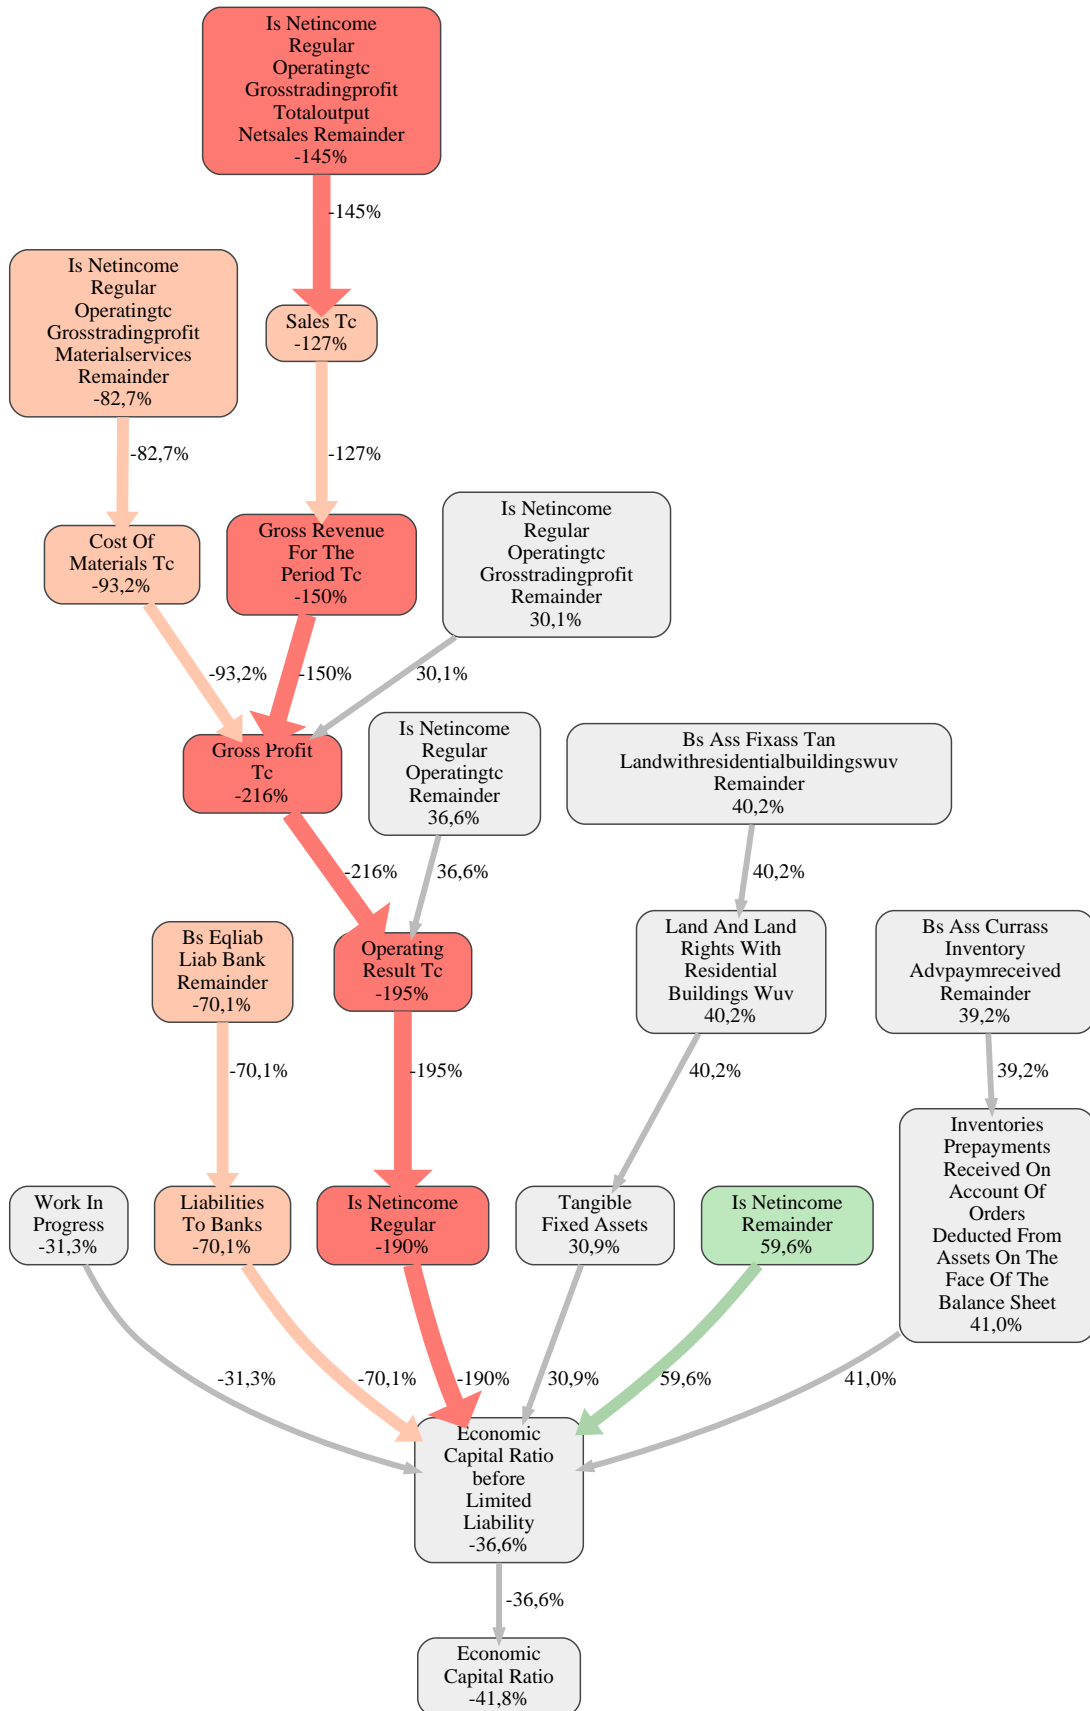 Is Netincome
Regular
Operatingtc
Grosstradingprofit
Totaloutput
Netsales Remainder
-145%
-145%
Is Netincome
Regular
Operatingtc
Grosstradingprofit
Materialservices
Remainder
-82,7%
Sales Tc
-127%
-82,7%
-127%
Cost Of
Materials Tc
-93,2%
Gross Revenue
For The
Period Tc
-150%
Is Netincome
Regular
Operatingtc
Grosstradingprofit
Remainder
30,1%
-93,2%
-150%
30,1%
Gross Profit
Tc
-216%
Is Netincome
Regular
Operatingtc
Remainder
36,6%
Bs Ass Fixass Tan
Landwithresidentialbuildingswuv
Remainder
40,2%
-216%
36,6%
40,2%
Bs Eqliab
Liab Bank
Remainder
-70,1%
Operating
Result Tc
-195%
Land And Land
Rights With
Residential
Buildings Wuv
40,2%
Bs Ass Currass
Inventory
Advpaymreceived
Remainder
39,2%
-70,1%
-195%
40,2%
39,2%
Work In
Progress
-31,3%
Liabilities
To Banks
-70,1%
Is Netincome
Regular
-190%
Tangible
Fixed Assets
30,9%
Is Netincome
Remainder
59,6%
Inventories
Prepayments
Received On
Account Of
Orders
Deducted From
Assets On The
Face Of The
Balance Sheet
41,0%
-31,3%
-70,1%
-190%
30,9%
59,6%
41,0%
Economic
Capital Ratio
before
Limited
Liability
-36,6%
-36,6%
Economic
Capital Ratio
-41,8%